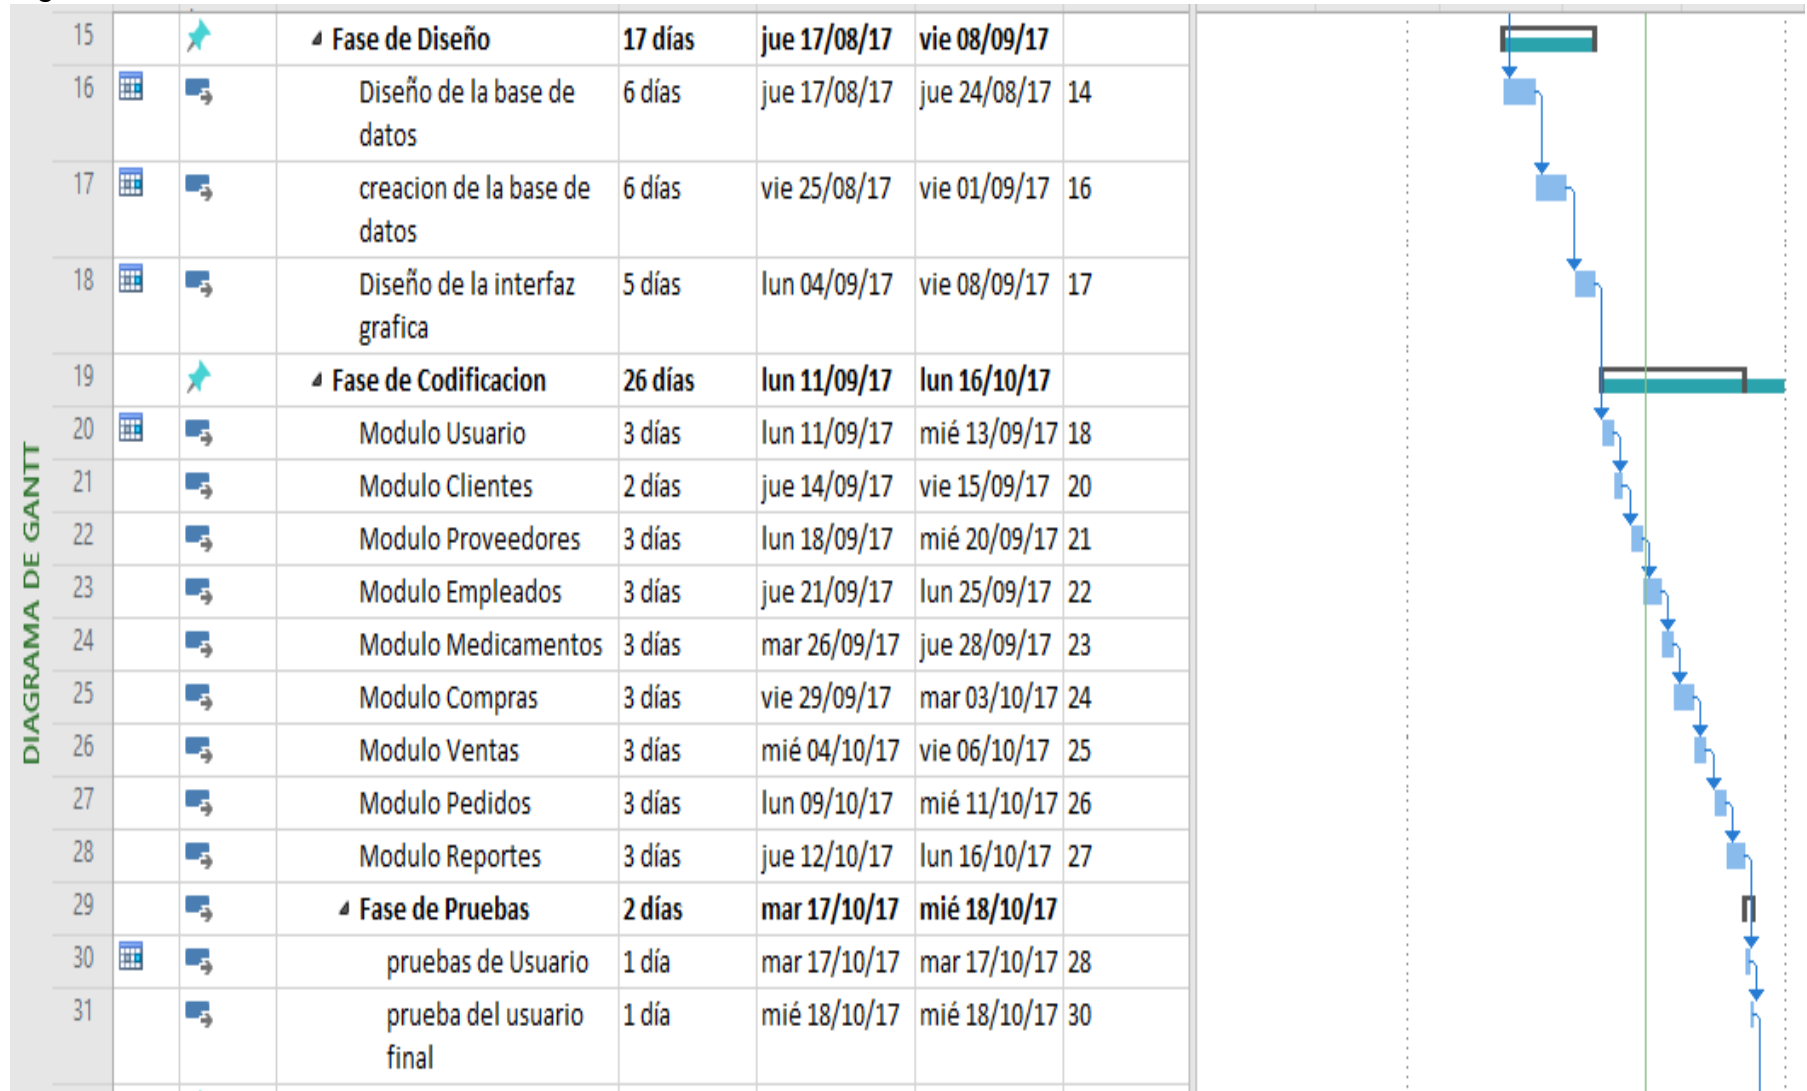 DIAGRAMA DE GANTT
15 Fase de Diseño 17 días jue 17/08/17 vie 08/09/17
16 Diseño de la base de 6 días jue 17/08/17 jue 24/08/17 14
datos
17 creacion de la base de 6 días vie 25/08/17 vie 01/09/17 16
datos
18 Diseño de la interfaz 5 días lun 04/09/17 vie 08/09/17 17
grafica
19 Fase de Codificacion 26 días lun 11/09/17 lun 16/10/17
20 Modulo Usuario 3 días lun 11/09/17 mié 13/09/17 18
21 Modulo Clientes 2 días jue 14/09/17 vie 15/09/17 20
22 Modulo Proveedores 3 días lun 18/09/17 mié 20/09/17 21
23 Modulo Empleados 3 días jue 21/09/17 lun 25/09/17 22
24 Modulo Medicamentos 3 días mar 26/09/17 jue 28/09/17 23
25 Modulo Compras 3 días vie 29/09/17 mar 03/10/17 24
26 Modulo Ventas 3 días mié 04/10/17 vie 06/10/17 25
27 Modulo Pedidos 3 días lun 09/10/17 mié 11/10/17 26
28 Modulo Reportes 3 días jue 12/10/17 lun 16/10/17 27
29 Fase de Pruebas 2 días mar 17/10/17 mié 18/10/17
30 pruebas de Usuario 1 día mar 17/10/17 mar 17/10/17 28
31 prueba del usuario 1 día mié 18/10/17 mié 18/10/17 30
final